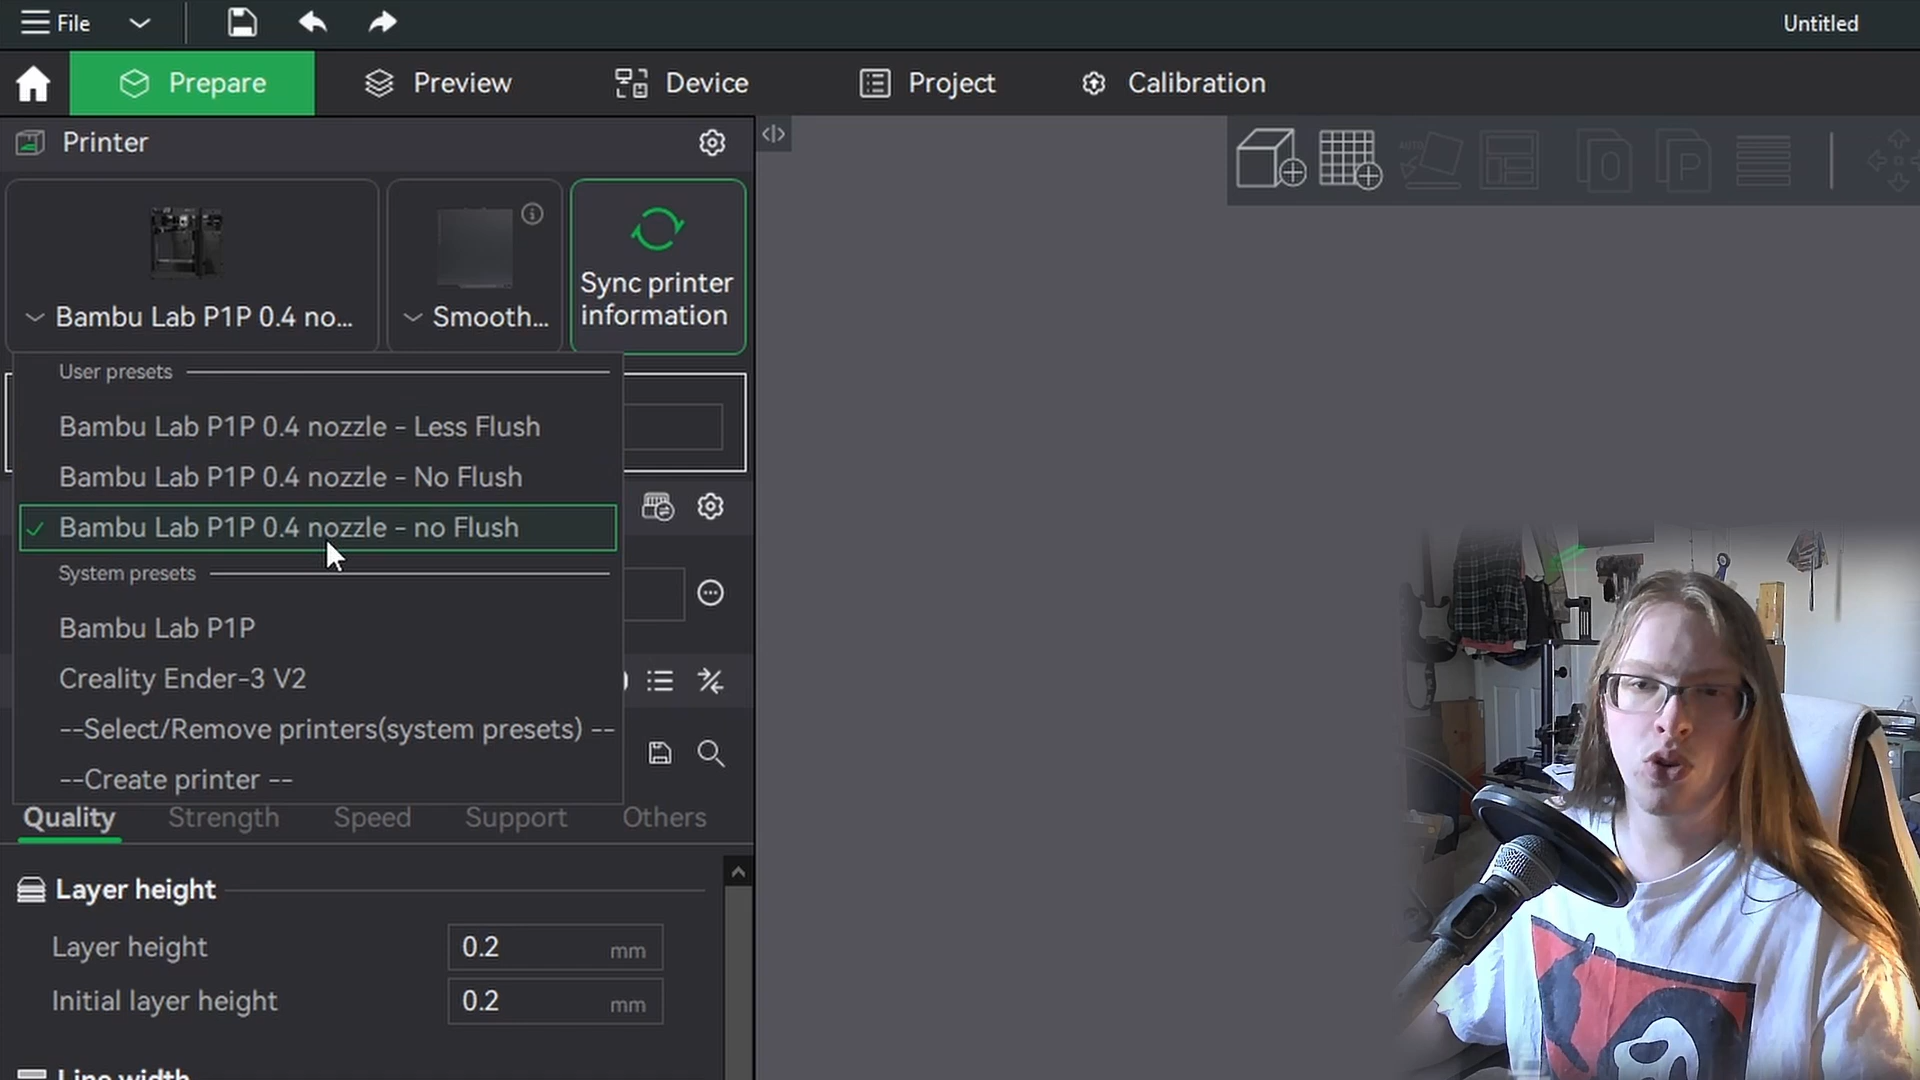 File
Untitled
Prepare
Preview
Device
Project
Calibration
Printer
Bambu Lab P1P 0.4 no...
Smooth...
Sync printer
information
User presets
Bambu Lab P1P 0.4 nozzle - Less Flush
Bambu Lab P1P 0.4 nozzle - No Flush
Bambu Lab P1P 0.4 nozzle - no Flush
System presets
Bambu Lab P1P
Creality Ender-3 V2
--Select/Remove printers(system presets) --
--Create printer --
Quality
Strength
Speed
Support
Others
Layer height
Layer height
0.2 mm
Initial layer height
0.2 mm
Line width
AUTO
O
P